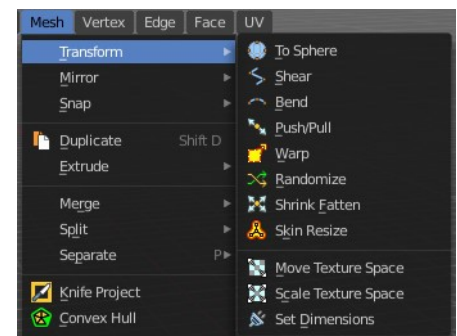 Mesh Vertex Edge Face UV
Transform
Mirror
Snap
Duplicate Shift D
Extrude
Merge
Split
Separate P
Knife Project
Convex Hull
To Sphere
Shear
Bend
Push/Pull
Warp
Randomize
Shrink Fatten
Skin Resize
Move Texture Space
Scale Texture Space
Set Dimensions